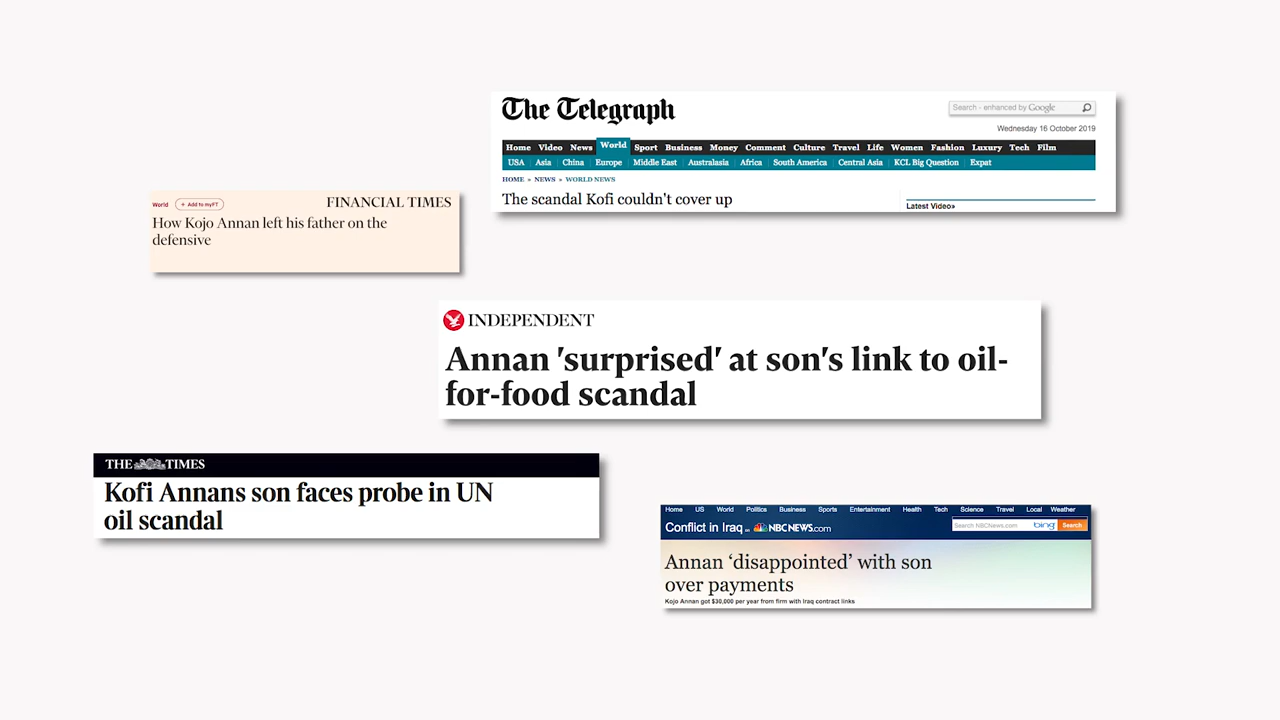 The Telegraph
Search - enhanced by Google
Wednesday 16 October 2019
Home Video News World Sport Business Money Comment Culture Travel Life Women Fashion Luxury Tech Film
USA Asia China Europe Middle East Australasia Africa South America Central Asia KCL Big Question Expat
HOME » NEWS » WORLD NEWS
The scandal Kofi couldn't cover up
Latest Video»
World + Add to myFT FINANCIAL TIMES
How Kojo Annan left his father on the
defensive
INDEPENDENT
Annan 'surprised' at son's link to oil-
for-food scandal
THE TIMES
Kofi Annans son faces probe in UN
oil scandal
Home US World Politics Business Sports Entertainment Health Tech Science Travel Local Weather
Conflict in Iraq on NBCNEWS.com Search NBCNews.com bing Search
Annan ‘disappointed’ with son
over payments
Kojo Annan got $30,000 per year from firm with Iraq contract links